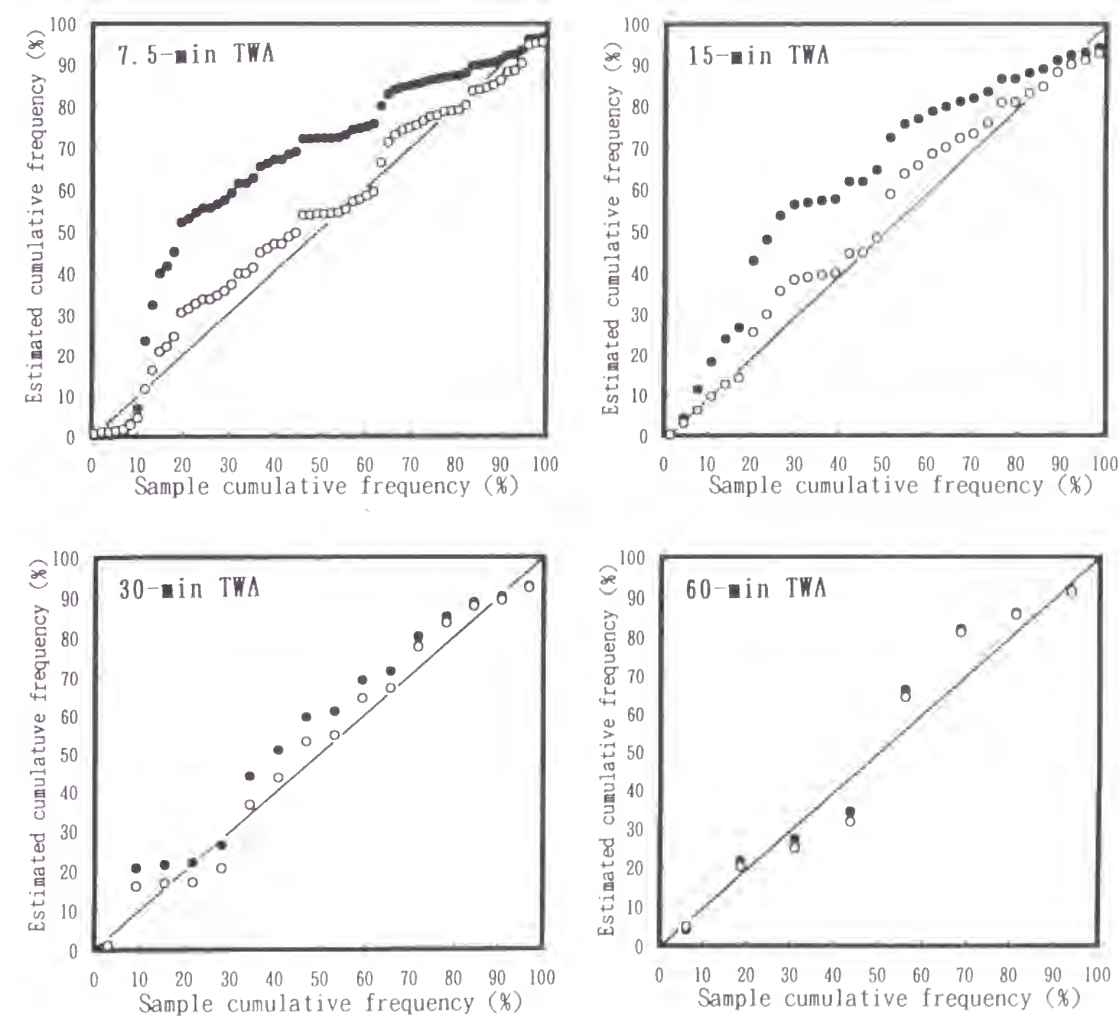 Estimated cumulative frequency (%)
100
90
80
70
60
50
40
30
20
10
0
7.5-min TWA
0 10 20 30 40 50 60 70 80 90 100
Sample cumulative frequency (%)
Estimated cumulative frequency (%)
100
90
80
70
60
50
40
30
20
10
0
15-min TWA
0 10 20 30 40 50 60 70 80 90 100
Sample cumulative frequency (%)
Estimated cumulatuve frequency (%)
100
90
80
70
60
50
40
30
20
10
0
30-min TWA
0 10 20 30 40 50 60 70 80 90 100
Sample cumulative frequency (%)
Estimated cumulative frequency (%)
100
90
80
70
60
50
40
30
20
10
0
60-min TWA
0 10 20 30 40 50 60 70 80 90 100
Sample cumulative frequency (%)